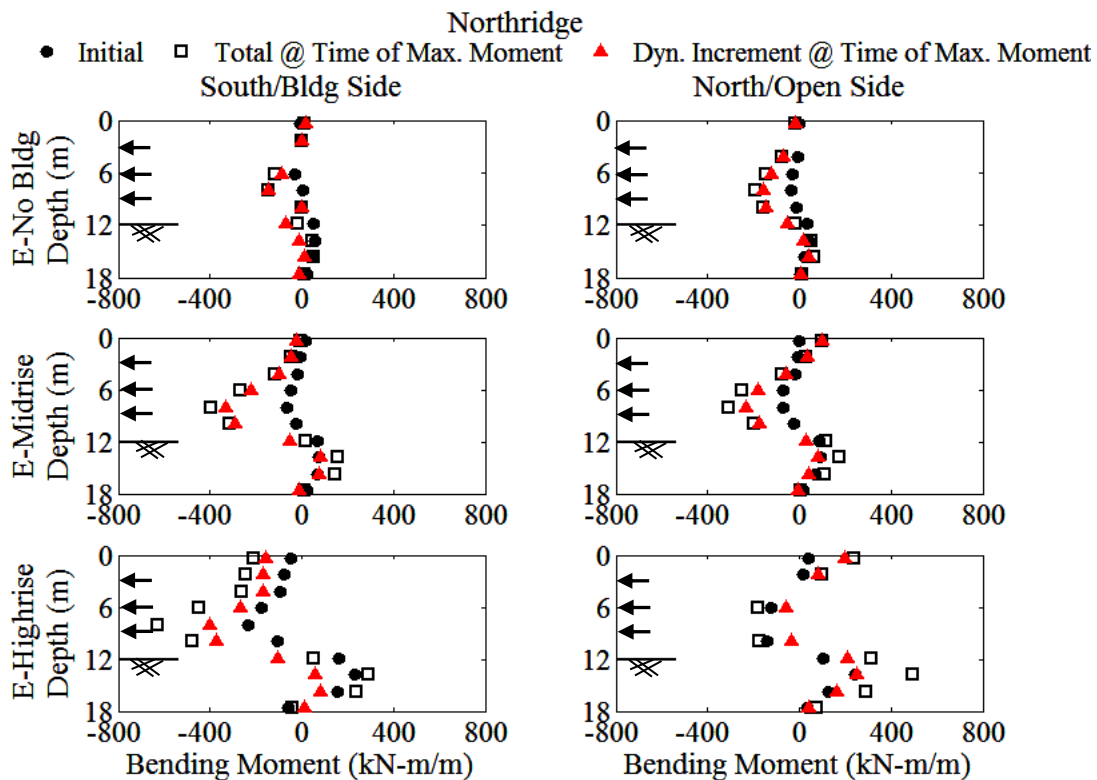 Northridge
Initial Total @ Time of Max. Moment Dyn. Increment @ Time of Max. Moment
South/Bldg Side North/Open Side
E-No Bldg
Depth (m)
0
6
12
18
-800 -400 0 400 800
0
6
12
18
-800 -400 0 400 800
E-Midrise
Depth (m)
0
6
12
18
-800 -400 0 400 800
0
6
12
18
-800 -400 0 400 800
E-Highrise
Depth (m)
0
6
12
18
-800 -400 0 400 800
0
6
12
18
-800 -400 0 400 800
Bending Moment (kN-m/m) Bending Moment (kN-m/m)